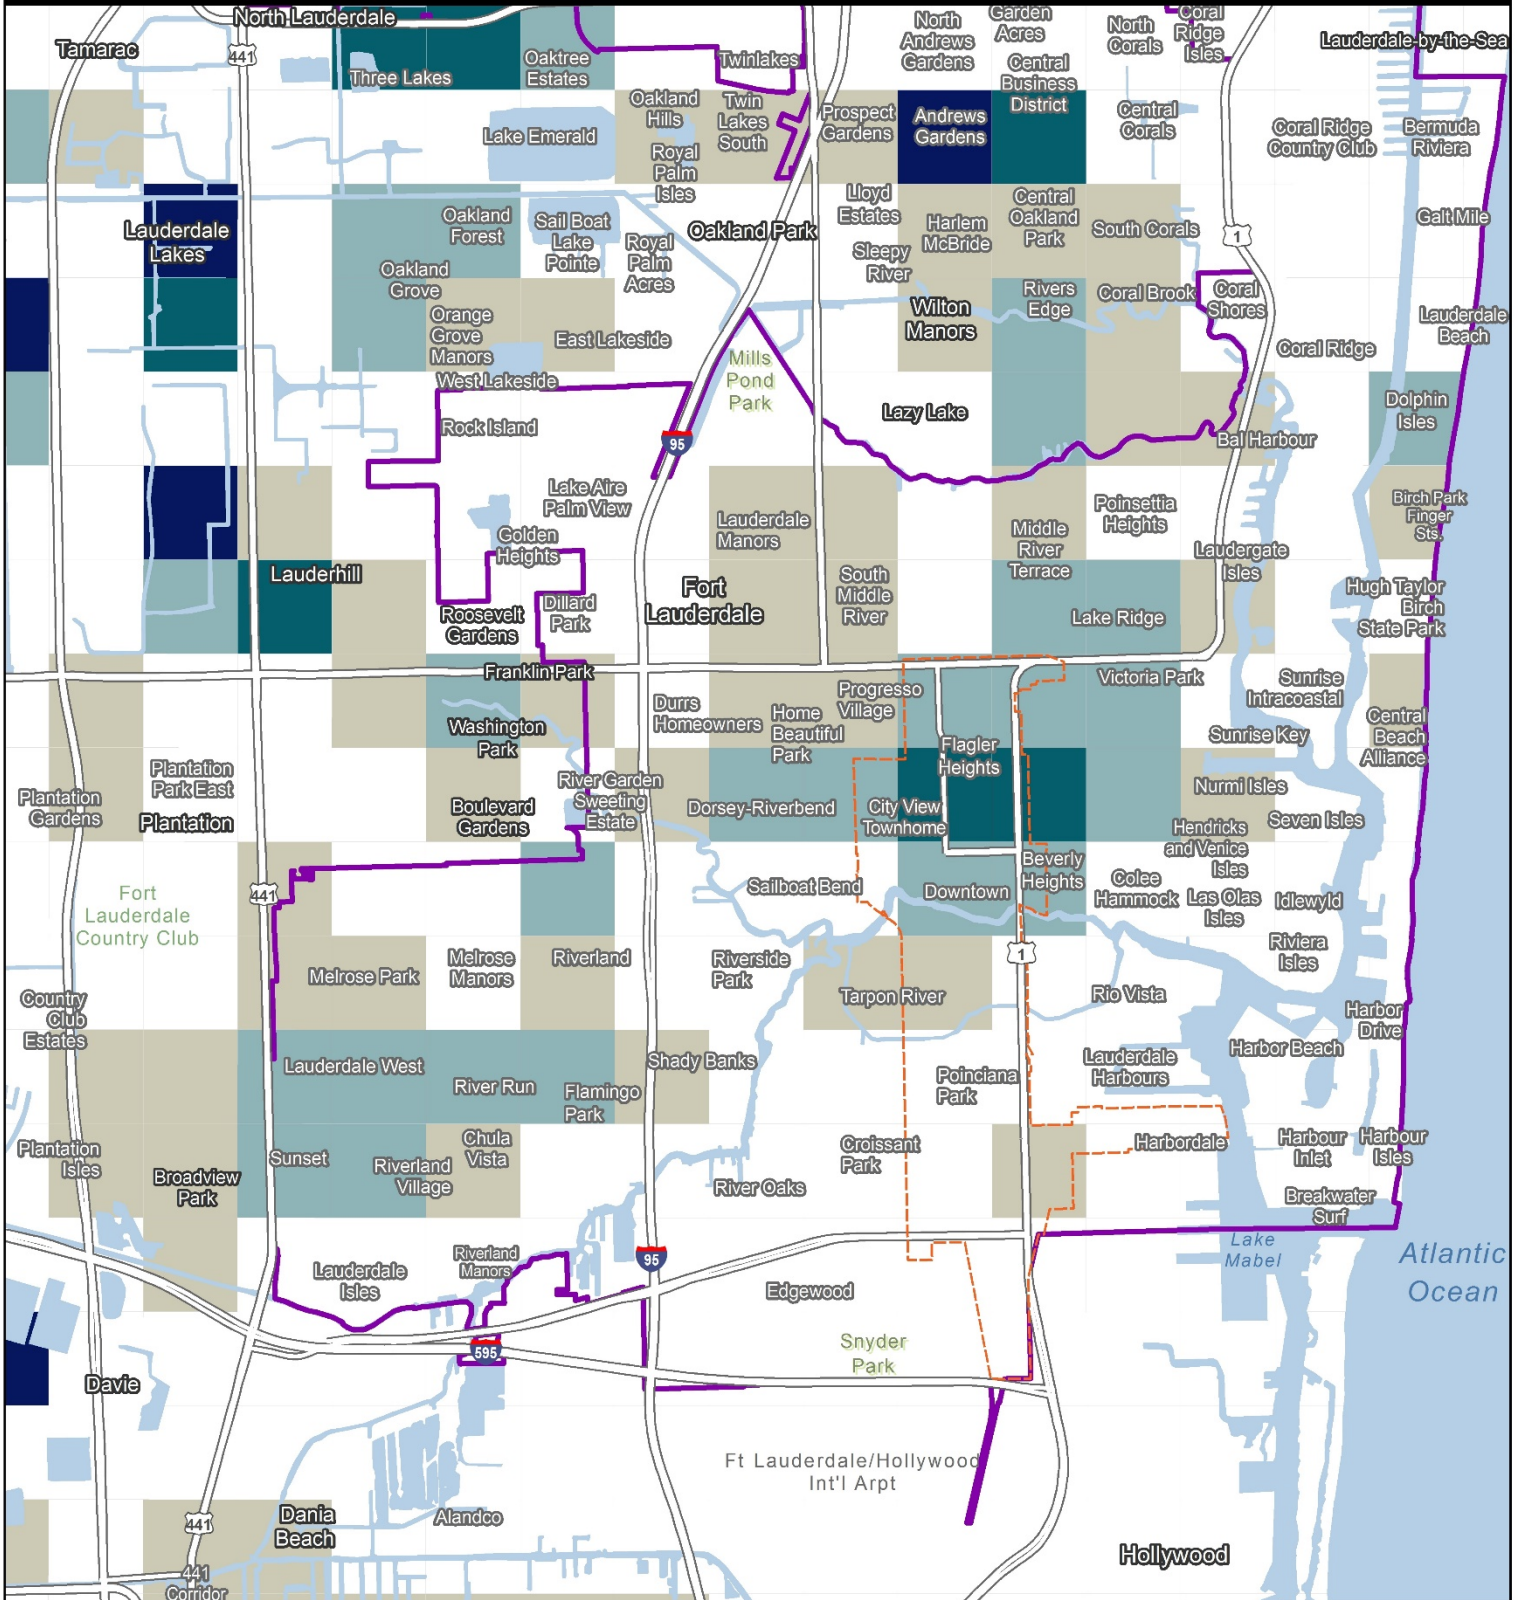 North Lauderdale
Tamarac
441
Three Lakes
Oaktree
Estates
Twinlakes
North
Andrews
Gardens
Garden
Acres
North
Corals
Coral
Ridge
Isles
Lauderdale-by-the-Sea
Central
Business
District
Lake Emerald
Oakland
Hills
Royal
Palm
Isles
Twin
Lakes
South
Prospect
Gardens
Andrews
Gardens
Central
Corals
Coral Ridge
Country Club
Bermuda
Riviera
Lauderdale
Lakes
Oakland
Forest
Sail Boat
Lake
Pointe
Royal
Palm
Acres
Oakland Park
Lloyd
Estates
Sleepy
River
Harlem
McBride
Central
Oakland
Park
South Corals
1
Galt Mile
Oakland
Grove
Orange
Grove
Manors
East Lakeside
Wilton
Manors
Rivers
Edge
Coral Brook
Coral
Shores
Lauderdale
Beach
Coral Ridge
Mills
Pond
Park
West Lakeside
Rock Island
95
Lazy Lake
Bal Harbour
Dolphin
Isles
Lake Aire
Palm View
Golden
Heights
Lauderdale
Manors
Middle
River
Terrace
Poinsettia
Heights
Laudergate
Isles
Birch Park
Finger
Sts.
Lauderhill
Roosevelt
Gardens
Dillard
Park
Fort
Lauderdale
South
Middle
River
Lake Ridge
Hugh Taylor
Birch
State Park
Franklin Park
Washington
Park
Durrs
Homeowners
Home
Beautiful
Park
Progresso
Village
Victoria Park
Sunrise
Intracoastal
Sunrise Key
Central
Beach
Alliance
Plantation
Gardens
Plantation
Park East
Plantation
Boulevard
Gardens
River Garden
Sweeting
Estate
Dorsey-Riverbend
Flagler
Heights
City View
Townhome
Nurmi Isles
Hendricks
and Venice
Isles
Seven Isles
Fort
Lauderdale
Country Club
441
Sailboat Bend
Downtown
Beverly
Heights
Colee
Hammock
Las Olas
Isles
Idlewyld
Riviera
Isles
Melrose Park
Melrose
Manors
Riverland
Riverside
Park
Tarpon River
1
Rio Vista
Country
Club
Estates
Harbor
Drive
Harbor Beach
Lauderdale West
River Run
Flamingo
Park
Shady Banks
Poinciana
Park
Lauderdale
Harbours
Plantation
Isles
Broadview
Park
Sunset
Riverland
Village
Chula
Vista
Croissant
Park
River Oaks
Harbordale
Harbour
Inlet
Harbour
Isles
Breakwater
Surf
Lauderdale
Isles
Riverland
Manors
95
Edgewood
Lake
Mabel
Atlantic
Ocean
Snyder
Park
595
Davie
Ft Lauderdale/Hollywood
Int'l Arpt
441
Dania
Beach
Alandco
Hollywood
441
Corridor